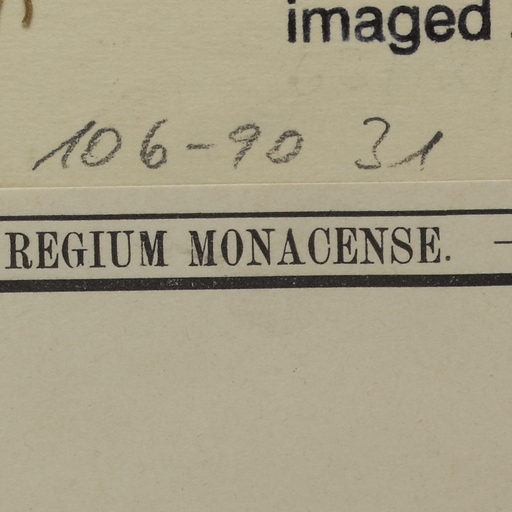 imaged
106-90 31
REGIUM MONACENSE. —